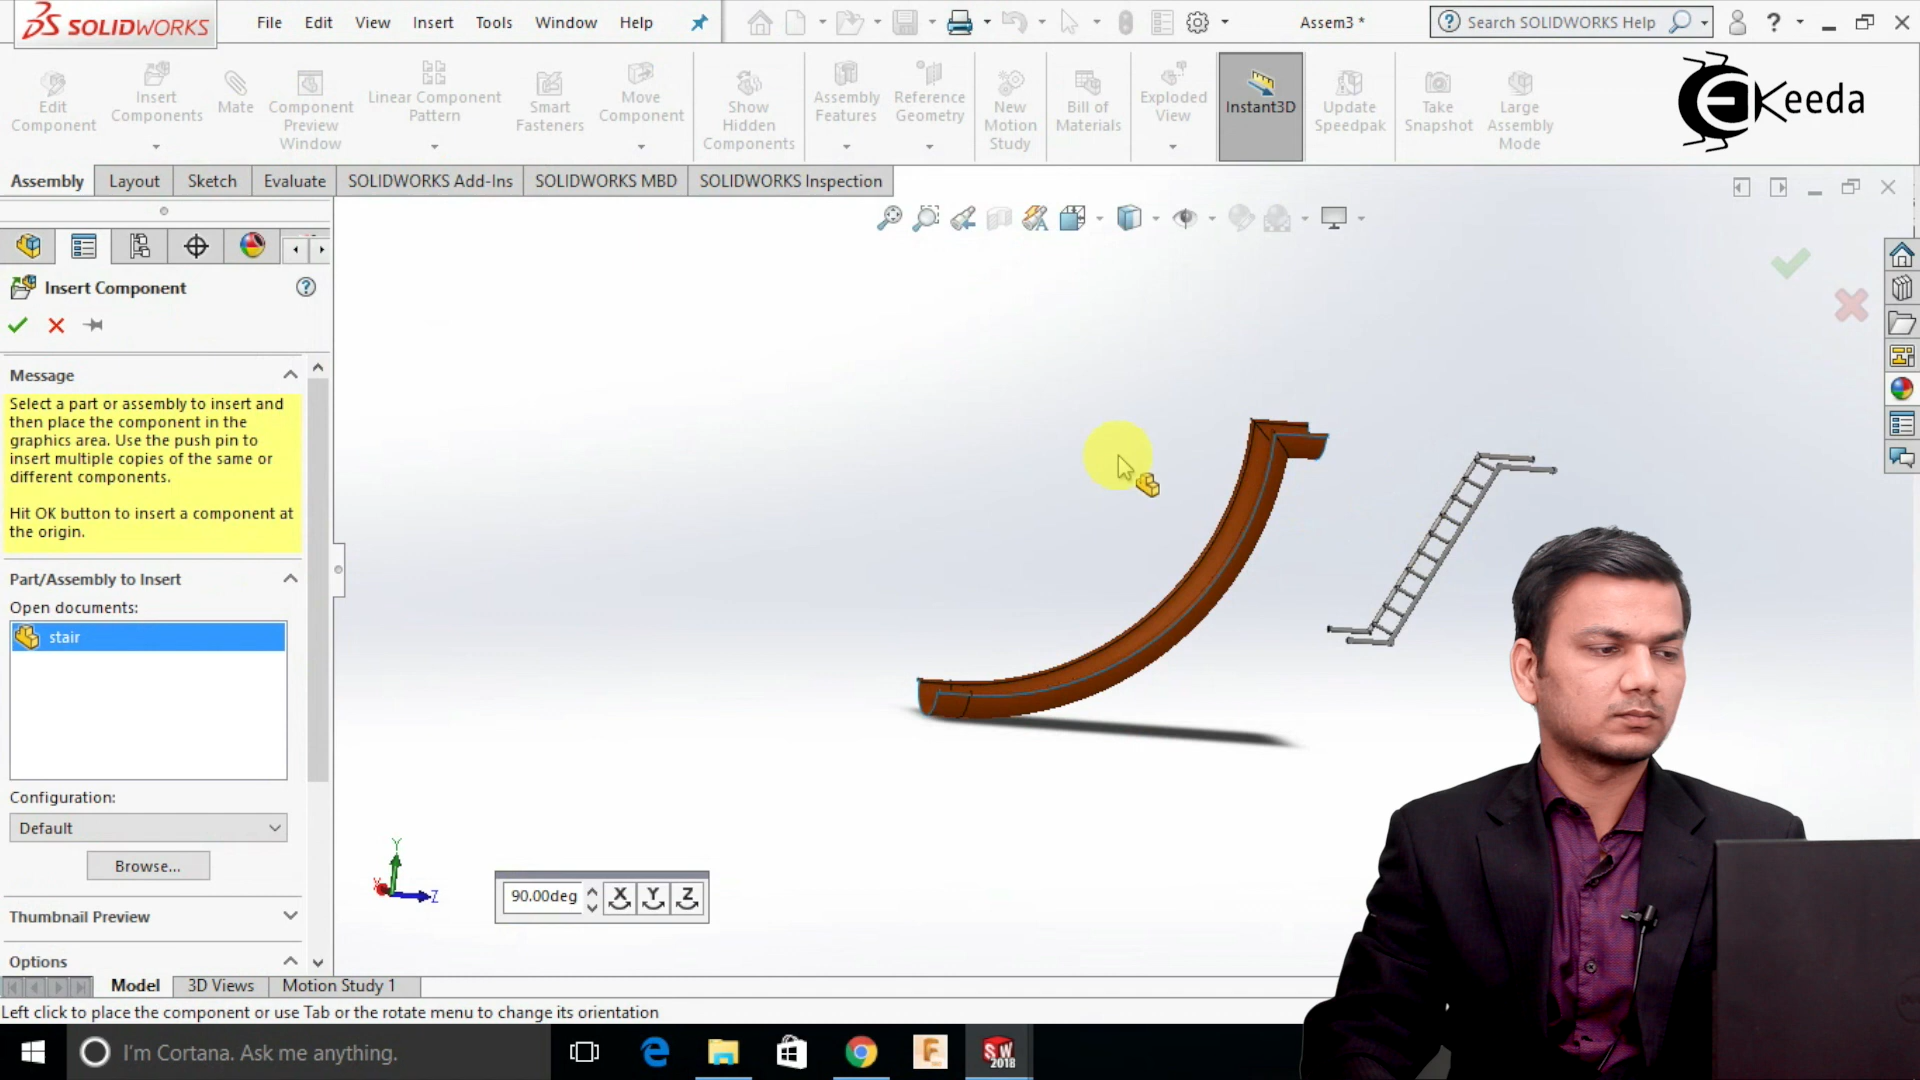 SOLIDWORKS
File Edit View Insert Tools Window Help
Assem3 *
Search SOLIDWORKS Help
?
Edit Component
Insert Components
Mate
Component Preview Window
Linear Component Pattern
Smart Fasteners
Move Component
Show Hidden Components
Assembly Features
Reference Geometry
New Motion Study
Bill of Materials
Exploded View
Instant3D
Update Speedpak
Take Snapshot
Large Assembly Mode
EKeeda
Assembly Layout Sketch Evaluate SOLIDWORKS Add-Ins SOLIDWORKS MBD SOLIDWORKS Inspection
Insert Component
?
Message
Select a part or assembly to insert and
then place the component in the
graphics area. Use the push pin to
insert multiple copies of the same or
different components.
Hit OK button to insert a component at
the origin.
Part/Assembly to Insert
Open documents:
stair
Configuration:
Default
Browse...
Thumbnail Preview
Options
Y
X
Z
90.00deg X Y Z
Model 3D Views Motion Study 1
Left click to place the component or use Tab or the rotate menu to change its orientation
I'm Cortana. Ask me anything.
SW
2018